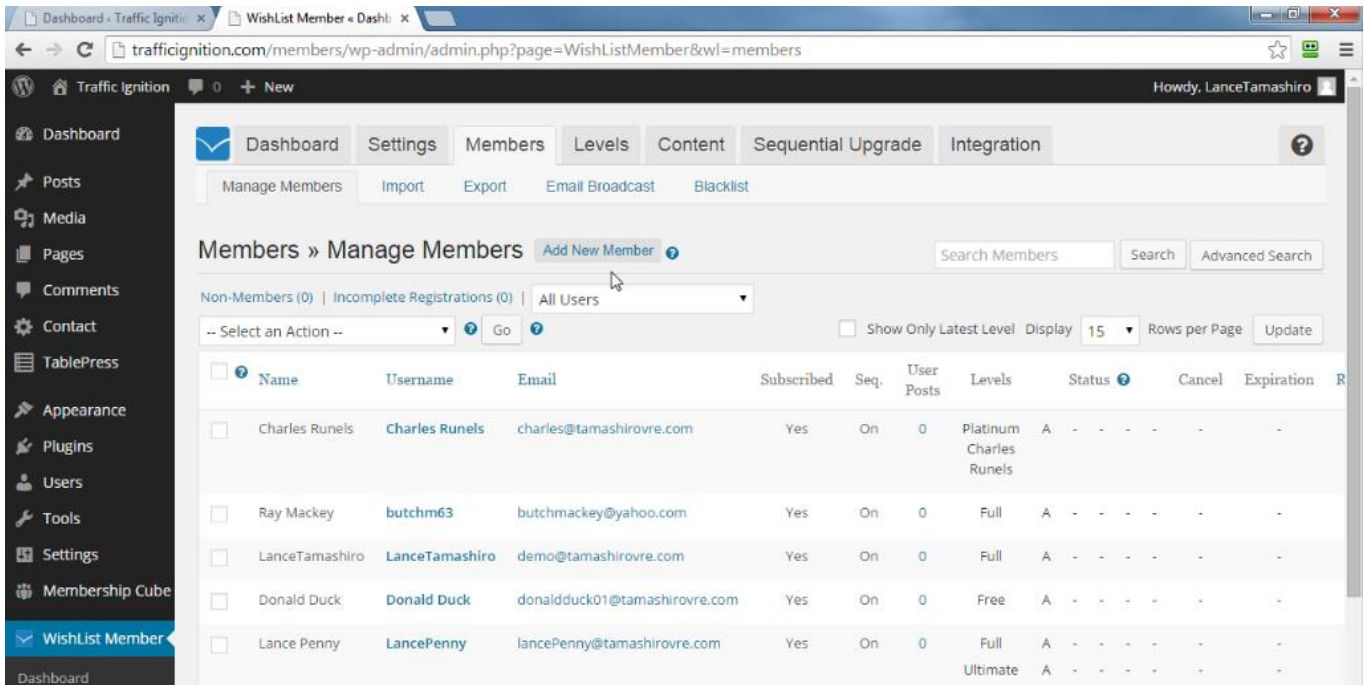 Dashboard ‹ Traffic Ignitio
WishList Member « Dashb
trafficignition.com/members/wp-admin/admin.php?page=WishListMember&wl=members
Traffic Ignition 0 + New Howdy, LanceTamashiro
Dashboard
Posts
Media
Pages
Comments
Contact
TablePress
Appearance
Plugins
Users
Tools
Settings
Membership Cube
WishList Member
Dashboard
Dashboard Settings Members Levels Content Sequential Upgrade Integration ?
Manage Members Import Export Email Broadcast Blacklist
Members » Manage Members Add New Member ? Search Members Search Advanced Search
Non-Members (0) | Incomplete Registrations (0) | All Users
-- Select an Action -- ? Go ? Show Only Latest Level Display 15 Rows per Page Update
? Name Username Email Subscribed Seq. User Posts Levels Status ? Cancel Expiration R
Charles Runels Charles Runels charles@tamashirovre.com Yes On 0 Platinum A - - - - - -
Charles
Runels
Ray Mackey butchm63 butchmackey@yahoo.com Yes On 0 Full A - - - - - -
LanceTamashiro LanceTamashiro demo@tamashirovre.com Yes On 0 Full A - - - - - -
Donald Duck Donald Duck donaldduck01@tamashirovre.com Yes On 0 Free A - - - - - -
Lance Penny LancePenny lancePenny@tamashirovre.com Yes On 0 Full A - - - - - -
Ultimate A - - - - - -